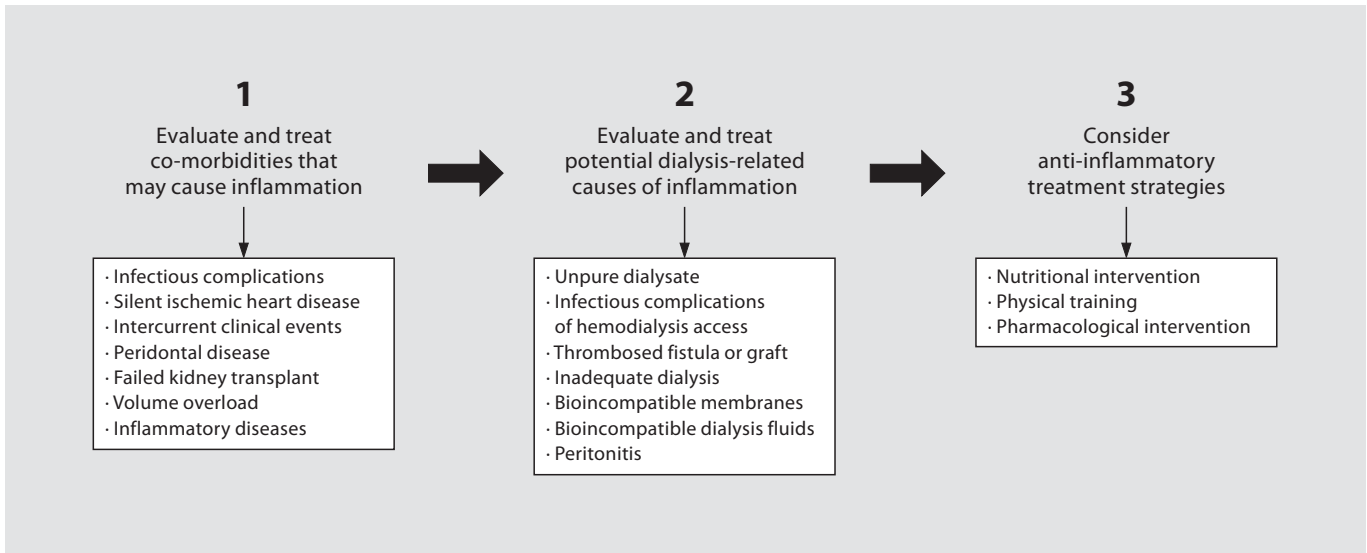 1
Evaluate and treat
co-morbidities that
may cause inflammation
· Infectious complications
· Silent ischemic heart disease
· Intercurrent clinical events
· Peridontal disease
· Failed kidney transplant
· Volume overload
· Inflammatory diseases
2
Evaluate and treat
potential dialysis-related
causes of inflammation
· Unpure dialysate
· Infectious complications
of hemodialysis access
· Thrombosed fistula or graft
· Inadequate dialysis
· Bioincompatible membranes
· Bioincompatible dialysis fluids
· Peritonitis
3
Consider
anti-inflammatory
treatment strategies
· Nutritional intervention
· Physical training
· Pharmacological intervention